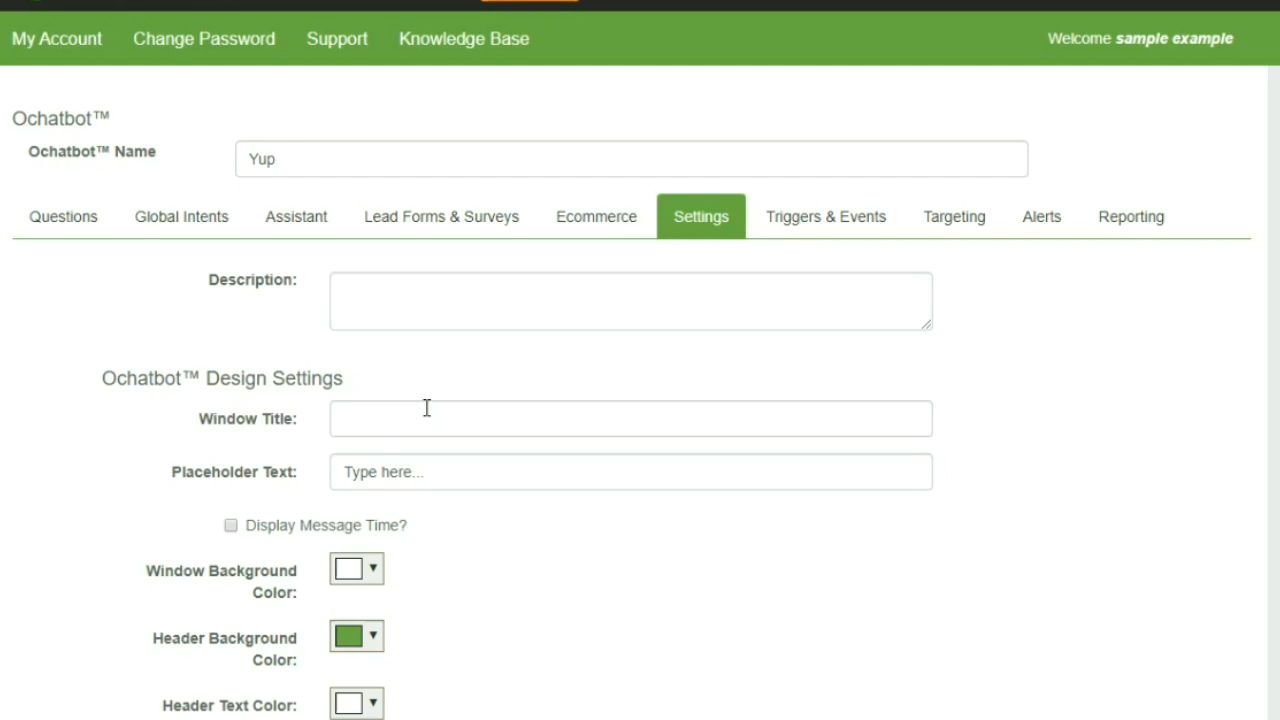 My Account Change Password Support Knowledge Base Welcome sample example
Ochatbot™
Ochatbot™ Name Yup
Questions Global Intents Assistant Lead Forms & Surveys Ecommerce Settings Triggers & Events Targeting Alerts Reporting
Description:
Ochatbot™ Design Settings
Window Title:
Placeholder Text: Type here...
Display Message Time?
Window Background
Color:
Header Background
Color:
Header Text Color: